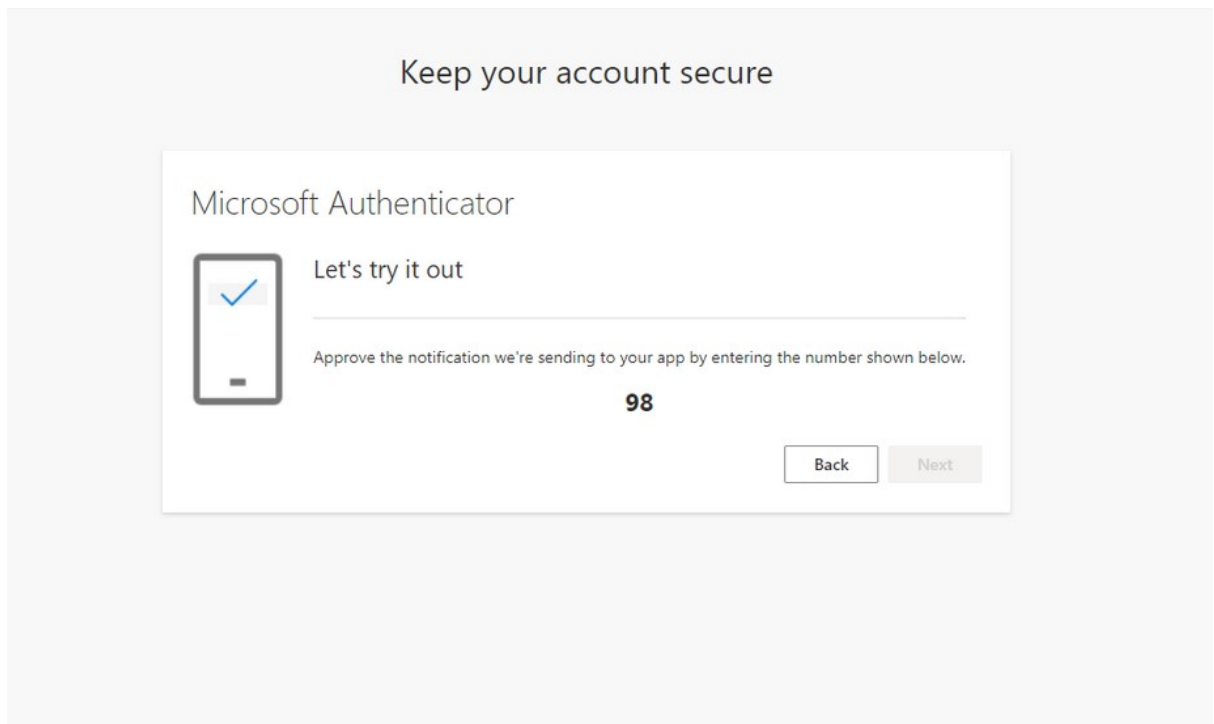 Keep your account secure
Microsoft Authenticator
Let's try it out
Approve the notification we're sending to your app by entering the number shown below.
98
Back
Next